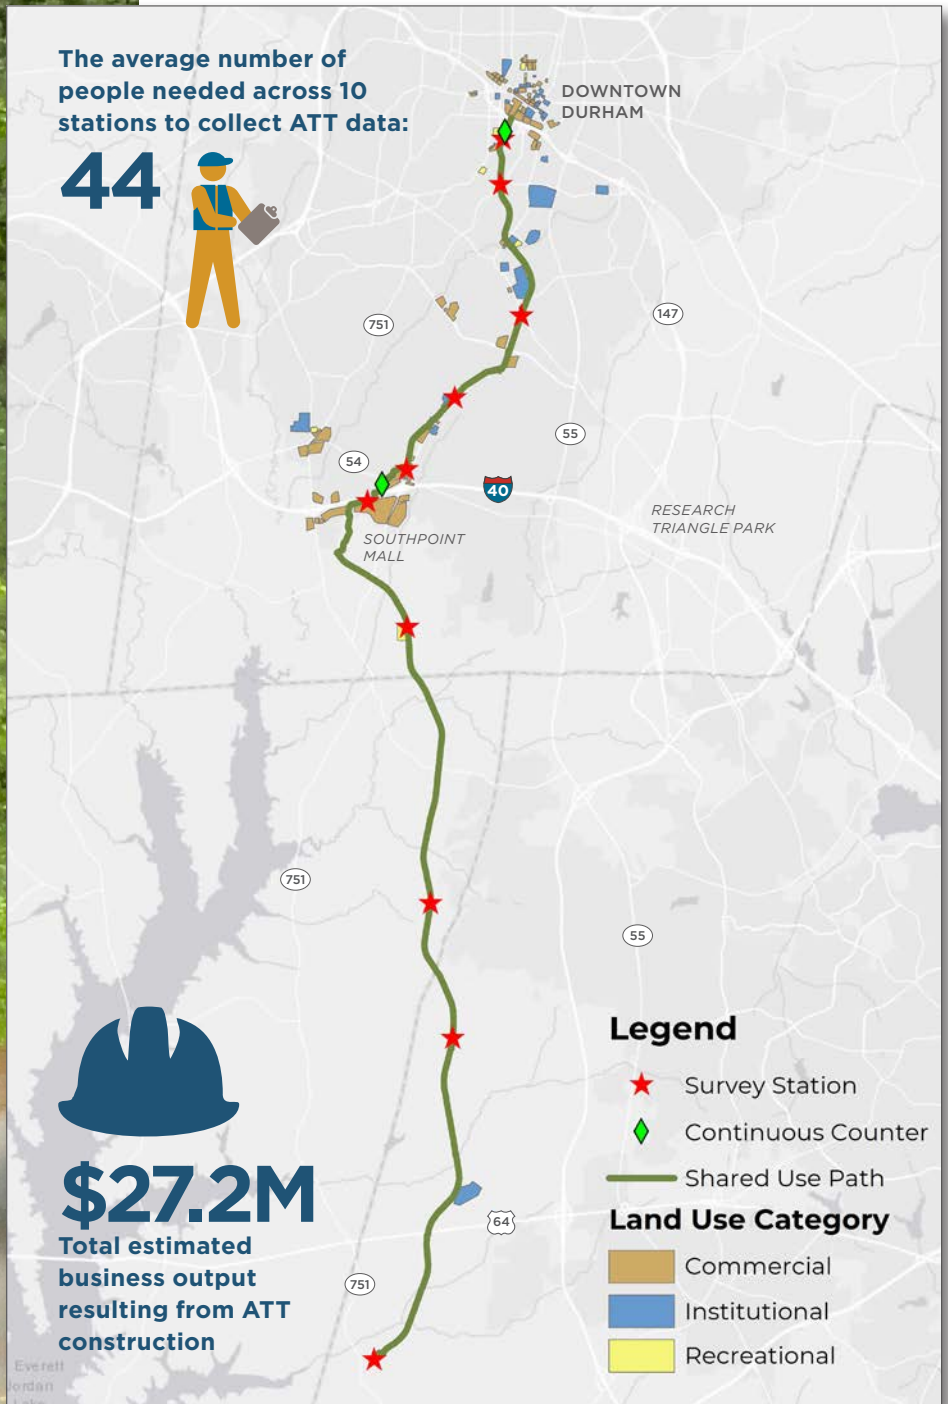 The average number of
people needed across 10
stations to collect ATT data:
44
DOWNTOWN
DURHAM
751
147
55
54
40
RESEARCH
TRIANGLE PARK
SOUTHPOINT
MALL
751
55
$27.2M
Total estimated
business output
resulting from ATT
construction
64
751
Everett
Jordan
Lake
Legend
Survey Station
Continuous Counter
Shared Use Path
Land Use Category
Commercial
Institutional
Recreational